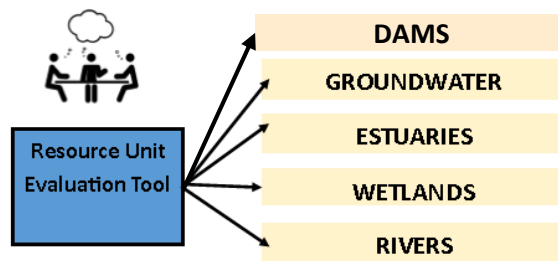 DAMS
GROUNDWATER
Resource Unit
Evaluation Tool
ESTUARIES
WETLANDS
RIVERS